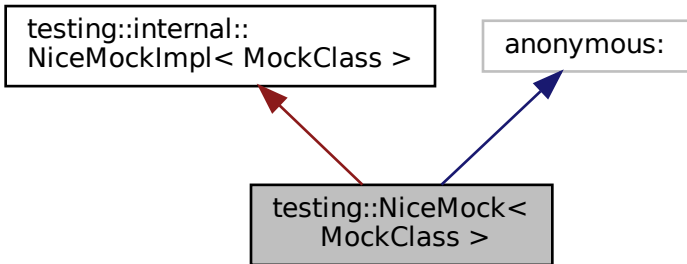 testing::internal::
NiceMockImpl< MockClass >
anonymous:
testing::NiceMock<
MockClass >